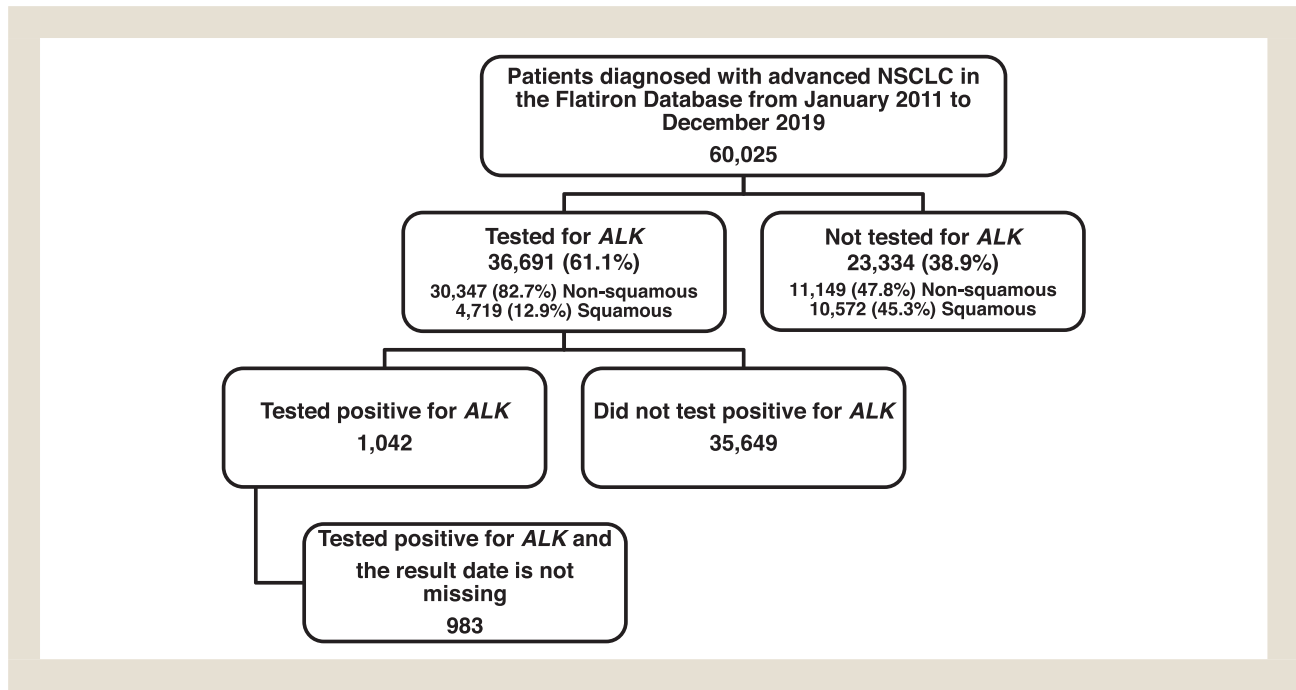 Patients diagnosed with advanced NSCLC in
the Flatiron Database from January 2011 to
December 2019
60,025
Tested for ALK
36,691 (61.1%)
30,347 (82.7%) Non-squamous
4,719 (12.9%) Squamous
Not tested for ALK
23,334 (38.9%)
11,149 (47.8%) Non-squamous
10,572 (45.3%) Squamous
Tested positive for ALK
1,042
Did not test positive for ALK
35,649
Tested positive for ALK and
the result date is not
missing
983